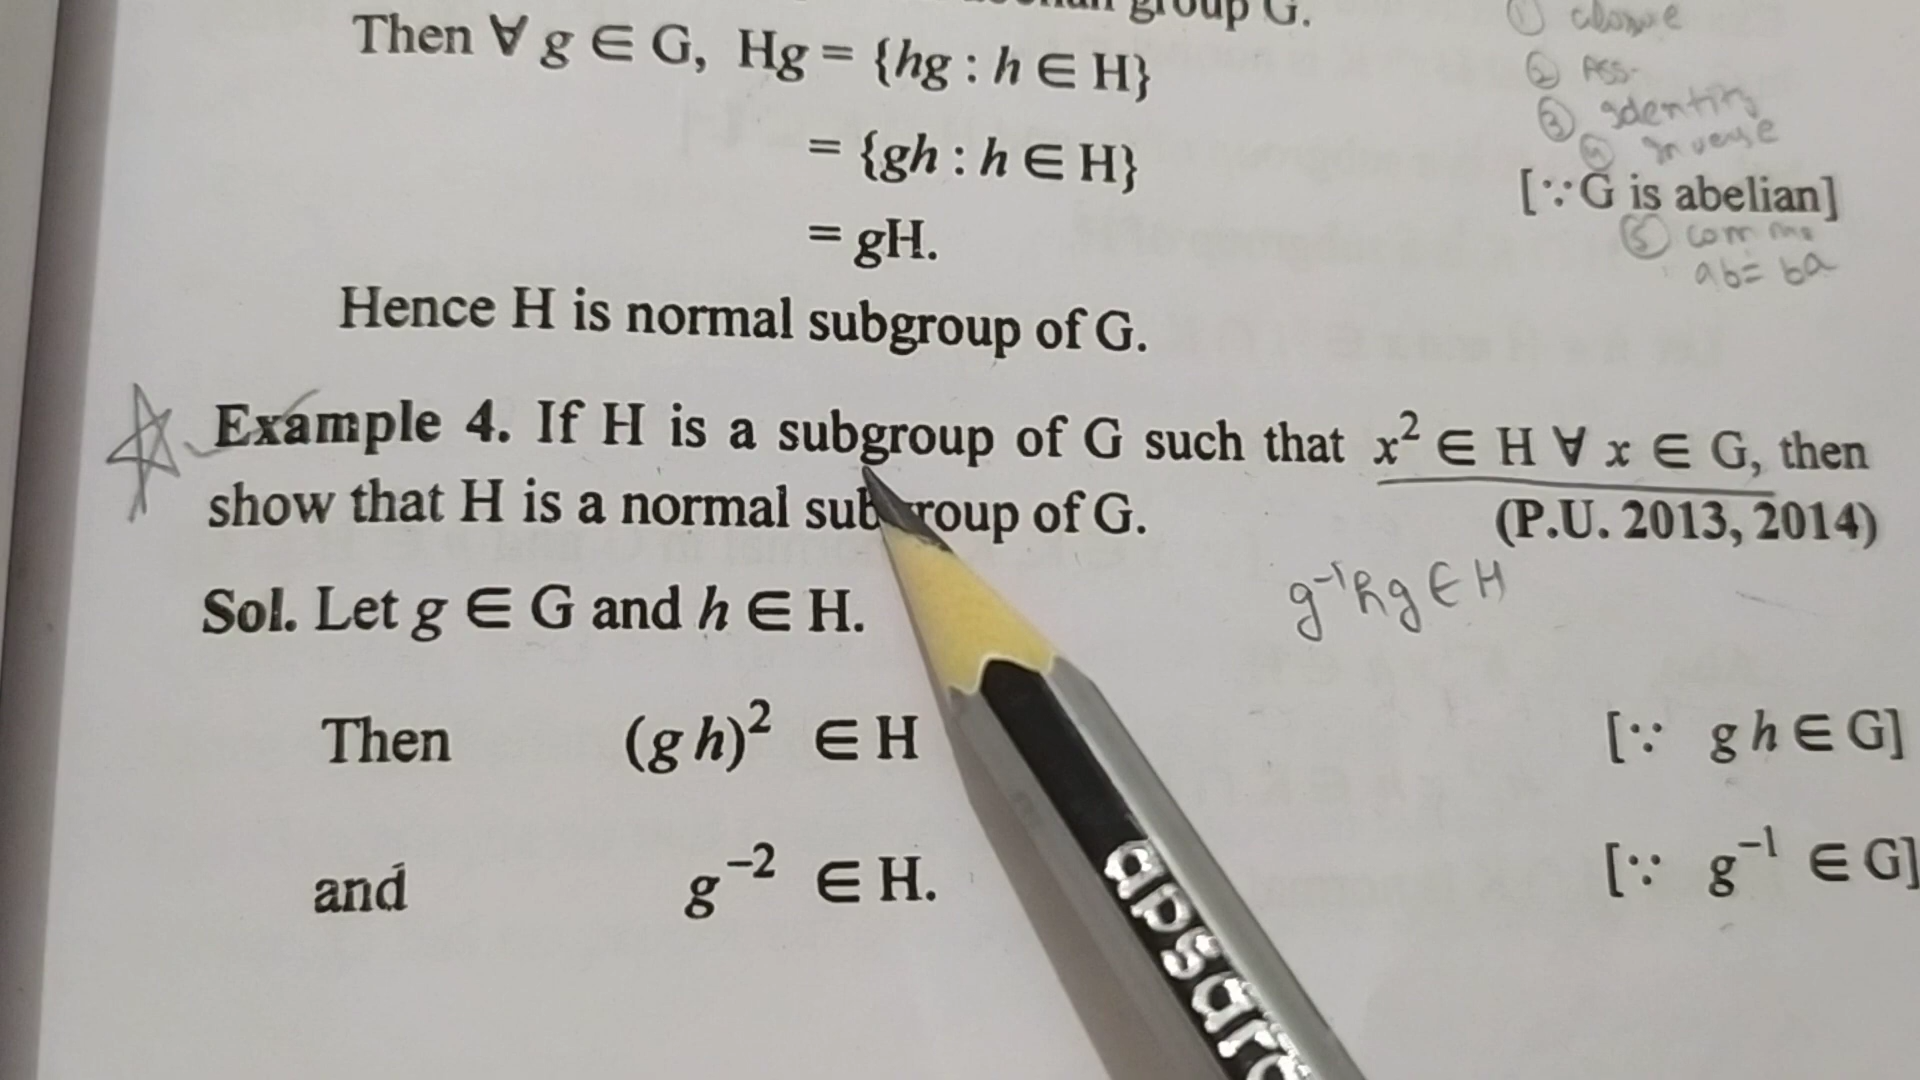 group G.
① closure
Then ∀ g ∈ G, Hg = {hg : h ∈ H}
② Ass.
③ Identity
= {gh : h ∈ H}
④ Inverse
[∵ G is abelian]
= gH.
⑤ comm
ab = ba
Hence H is normal subgroup of G.
Example 4. If H is a subgroup of G such that x² ∈ H ∀ x ∈ G, then
show that H is a normal subgroup of G.
(P.U. 2013, 2014)
g⁻¹hg ∈ H
Sol. Let g ∈ G and h ∈ H.
Then (g h)² ∈ H [∵ g h ∈ G]
and g⁻² ∈ H. [∵ g⁻¹ ∈ G]
apsara